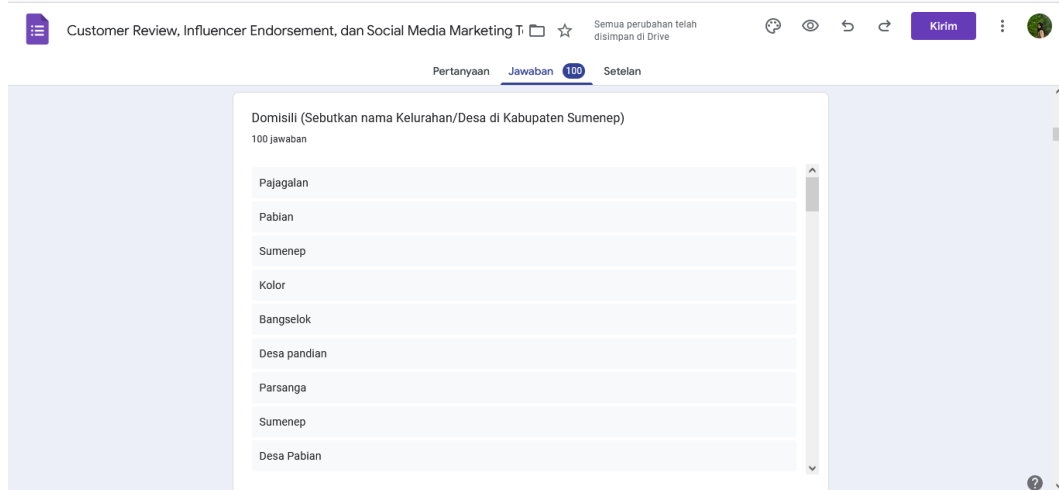 Customer Review, Influencer Endorsement, dan Social Media Marketing T
Semua perubahan telah
disimpan di Drive
Kirim
Pertanyaan Jawaban 100 Setelan
Domisili (Sebutkan nama Kelurahan/Desa di Kabupaten Sumenep)
100 jawaban
Pajagalan
Pabian
Sumenep
Kolor
Bangselok
Desa pandian
Parsanga
Sumenep
Desa Pabian